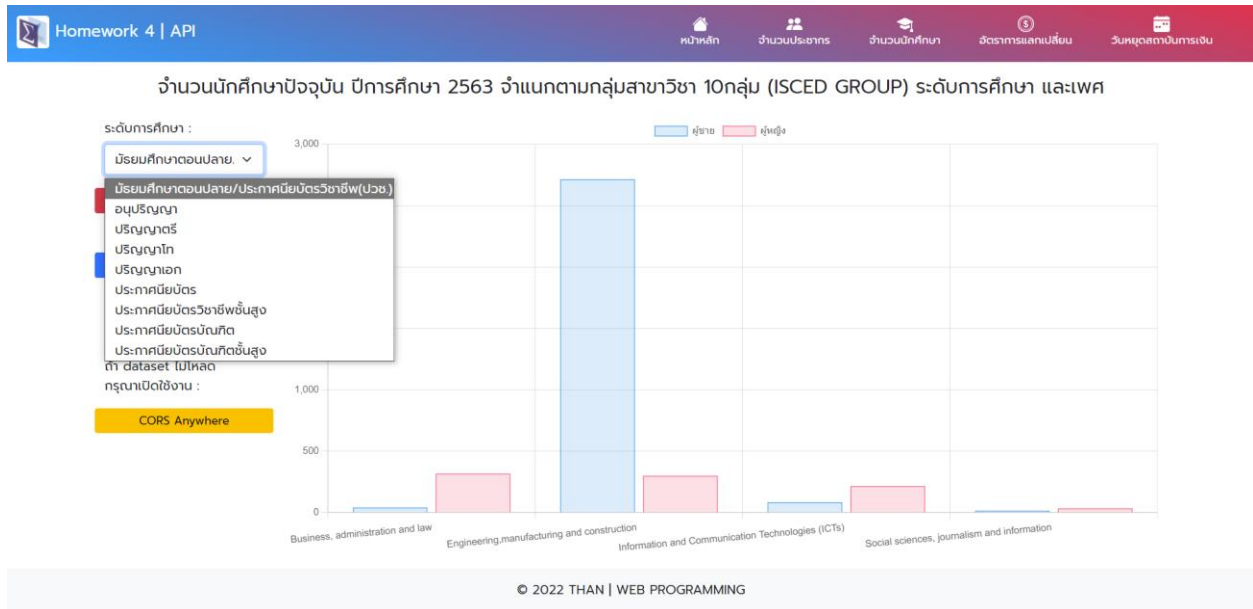 Homework 4 | API
หน้าหลัก
จำนวนประชากร
จำนวนนักศึกษา
อัตราการแลกเปลี่ยน
วันหยุดสถาบันการเงิน
จำนวนนักศึกษาปัจจุบัน ปีการศึกษา 2563 จำแนกตามกลุ่มสาขาวิชา 10กลุ่ม (ISCED GROUP) ระดับการศึกษา และเพศ
ระดับการศึกษา :
มัธยมศึกษาตอนปลาย.
มัธยมศึกษาตอนปลาย/ประกาศนียบัตรวิชาชีพ(ปวช.)
อนุปริญญา
ปริญญาตรี
ปริญญาโท
ปริญญาเอก
ประกาศนียบัตร
ประกาศนียบัตรวิชาชีพชั้นสูง
ประกาศนียบัตรบัณฑิต
ประกาศนียบัตรบัณฑิตชั้นสูง
ถ้า dataset ไม่โหลด
กรุณาเปิดใช้งาน :
CORS Anywhere
ผู้ชาย
ผู้หญิง
3,000
1,000
500
0
Business, administration and law
Engineering,manufacturing and construction
Information and Communication Technologies (ICTs)
Social sciences, journalism and information
© 2022 THAN | WEB PROGRAMMING